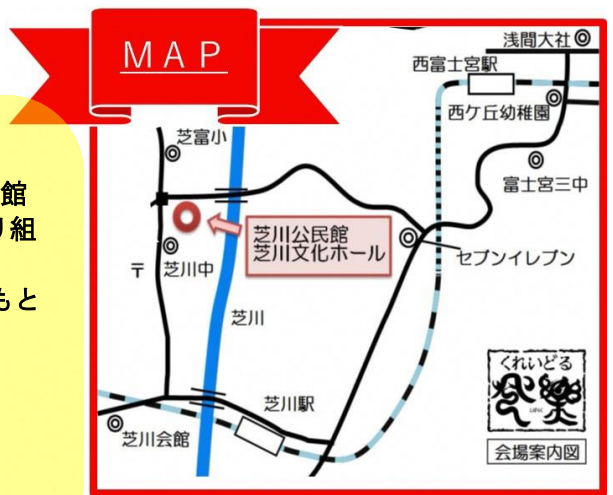 MAP
浅間大社
西富士宮駅
西ケ丘幼稚園
芝富小
富士宮三中
館
り組
もと
芝川公民館
芝川文化ホール
セブンイレブン
〒
芝川中
芝川
くれいどる
芝楽
芝川駅
芝川会館
会場案内図